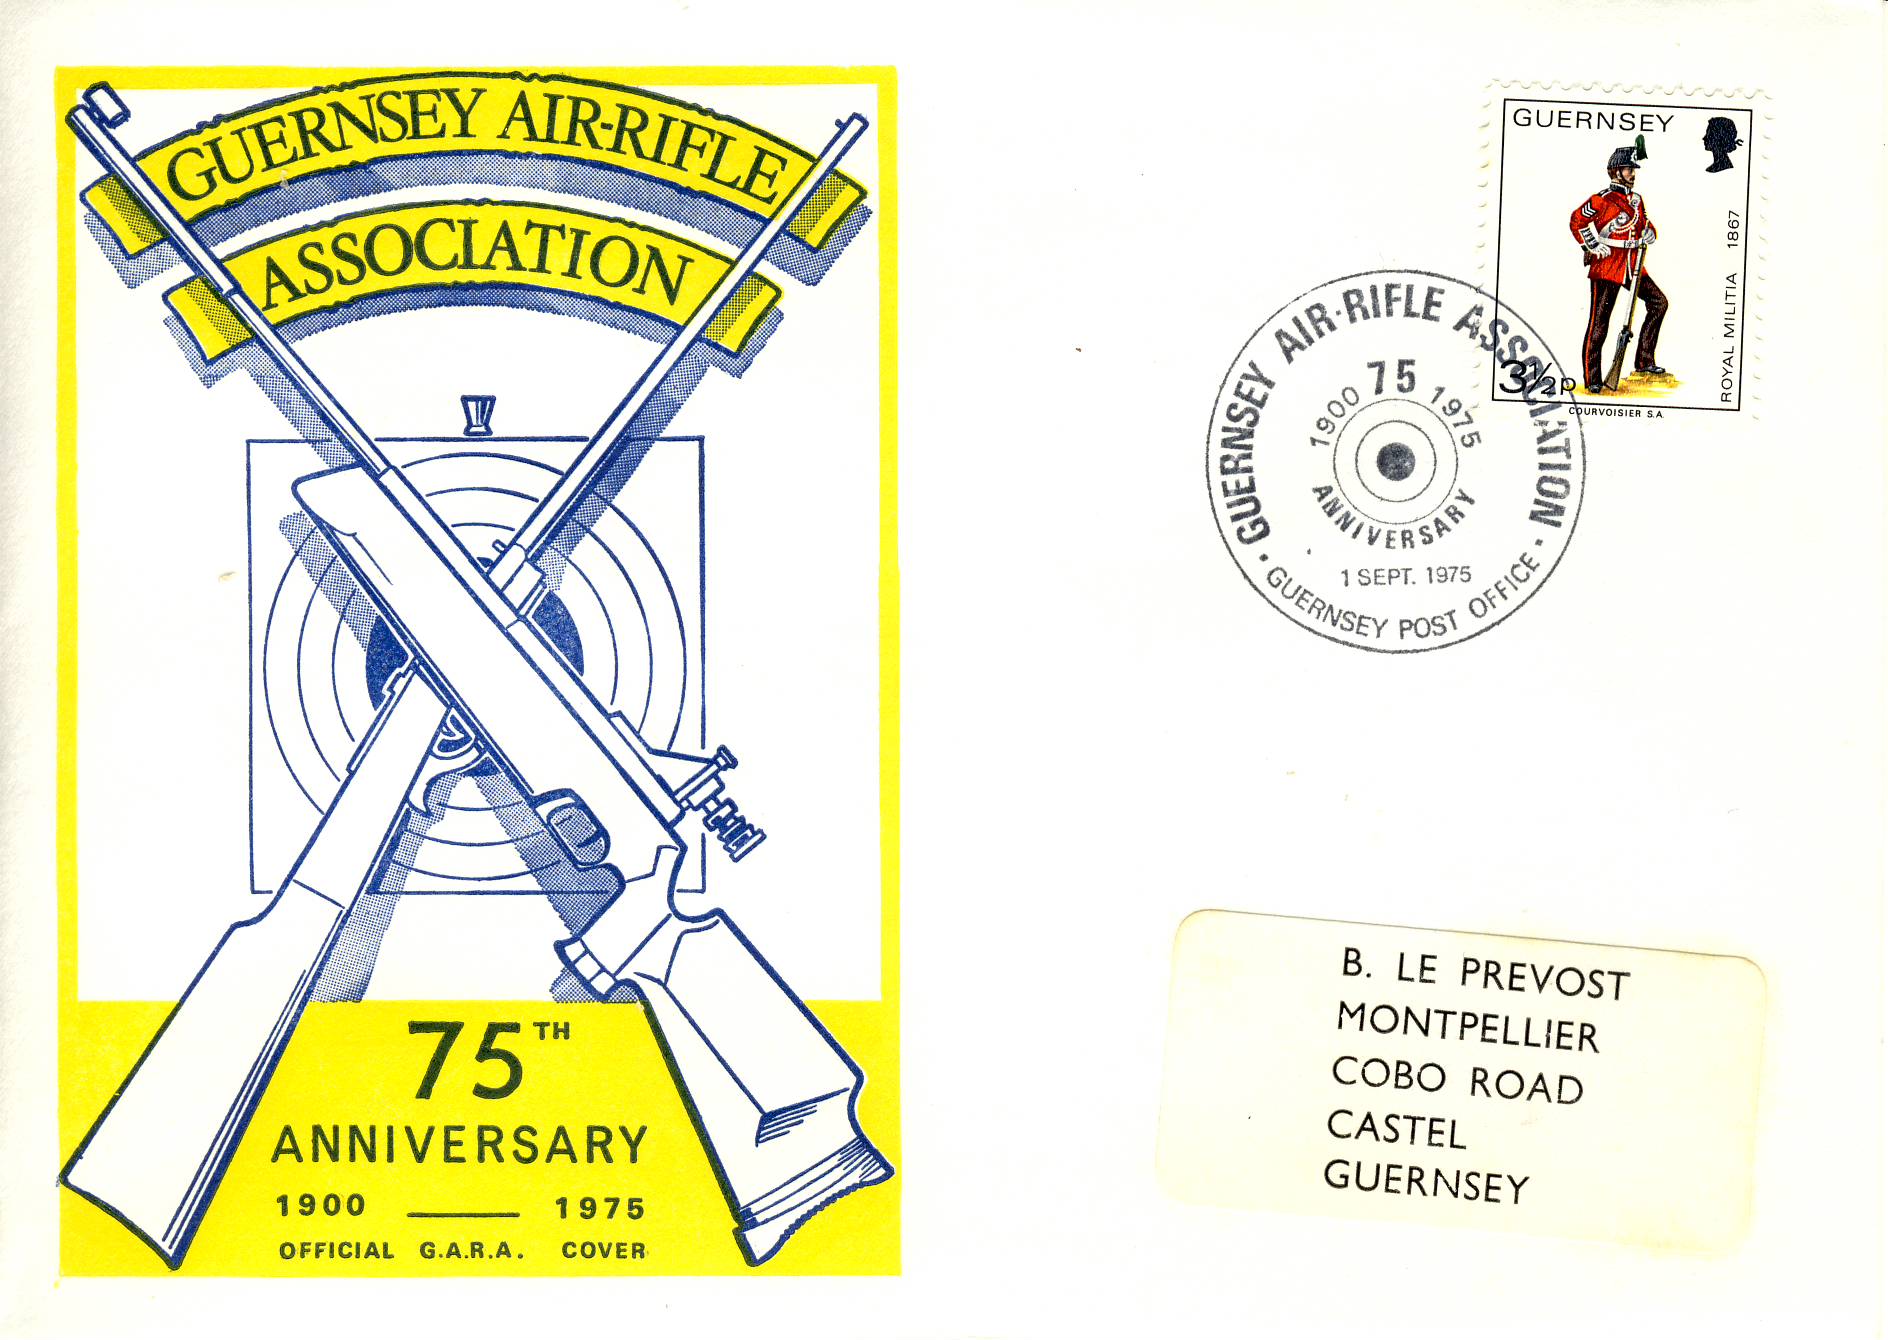 GUERNSEY AIR-RIFLE
ASSOCIATION
75TH
ANNIVERSARY
1900 — 1975
OFFICIAL G.A.R.A. COVER
GUERNSEY
ROYAL MILITIA 1867
3½P
COURVOISIER S.A.
GUERNSEY AIR-RIFLE ASSOCIATION
75
1900 1975
ANNIVERSARY
1 SEPT. 1975
· GUERNSEY POST OFFICE ·
B. LE PREVOST
MONTPELLIER
COBO ROAD
CASTEL
GUERNSEY